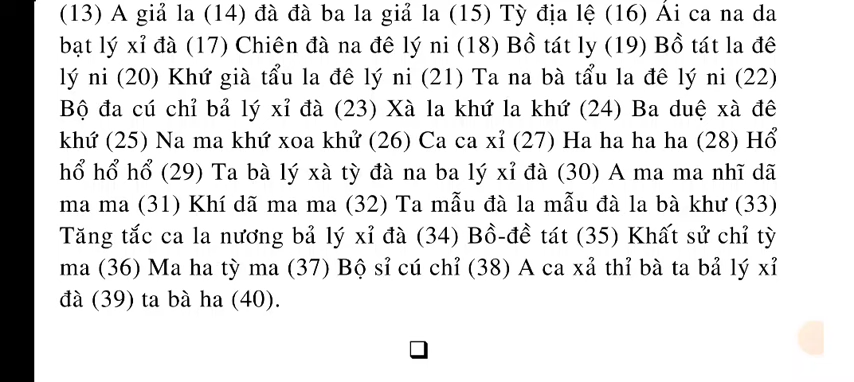 (13) A giả la (14) đà đà ba la giả la (15) Tỳ địa lệ (16) Ái ca na da
bạt lý xỉ đà (17) Chiên đà na đê lý ni (18) Bồ tát ly (19) Bồ tát la đê
lý ni (20) Khứ già tẩu la đê lý ni (21) Ta na bà tẩu la đê lý ni (22)
Bộ đa cú chỉ bả lý xỉ đà (23) Xà la khứ la khứ (24) Ba duệ xà đê
khứ (25) Na ma khứ xoa khử (26) Ca ca xỉ (27) Ha ha ha ha (28) Hổ
hổ hổ hổ (29) Ta bà lý xà tỳ đà na ba lý xỉ đà (30) A ma ma nhĩ dã
ma ma (31) Khí dã ma ma (32) Ta mẫu đà la mẫu đà la bà khư (33)
Tăng tắc ca la nương bả lý xỉ đà (34) Bồ-đề tát (35) Khất sử chỉ tỳ
ma (36) Ma ha tỳ ma (37) Bộ sỉ cú chỉ (38) A ca xả thỉ bà ta bả lý xỉ
đà (39) ta bà ha (40).